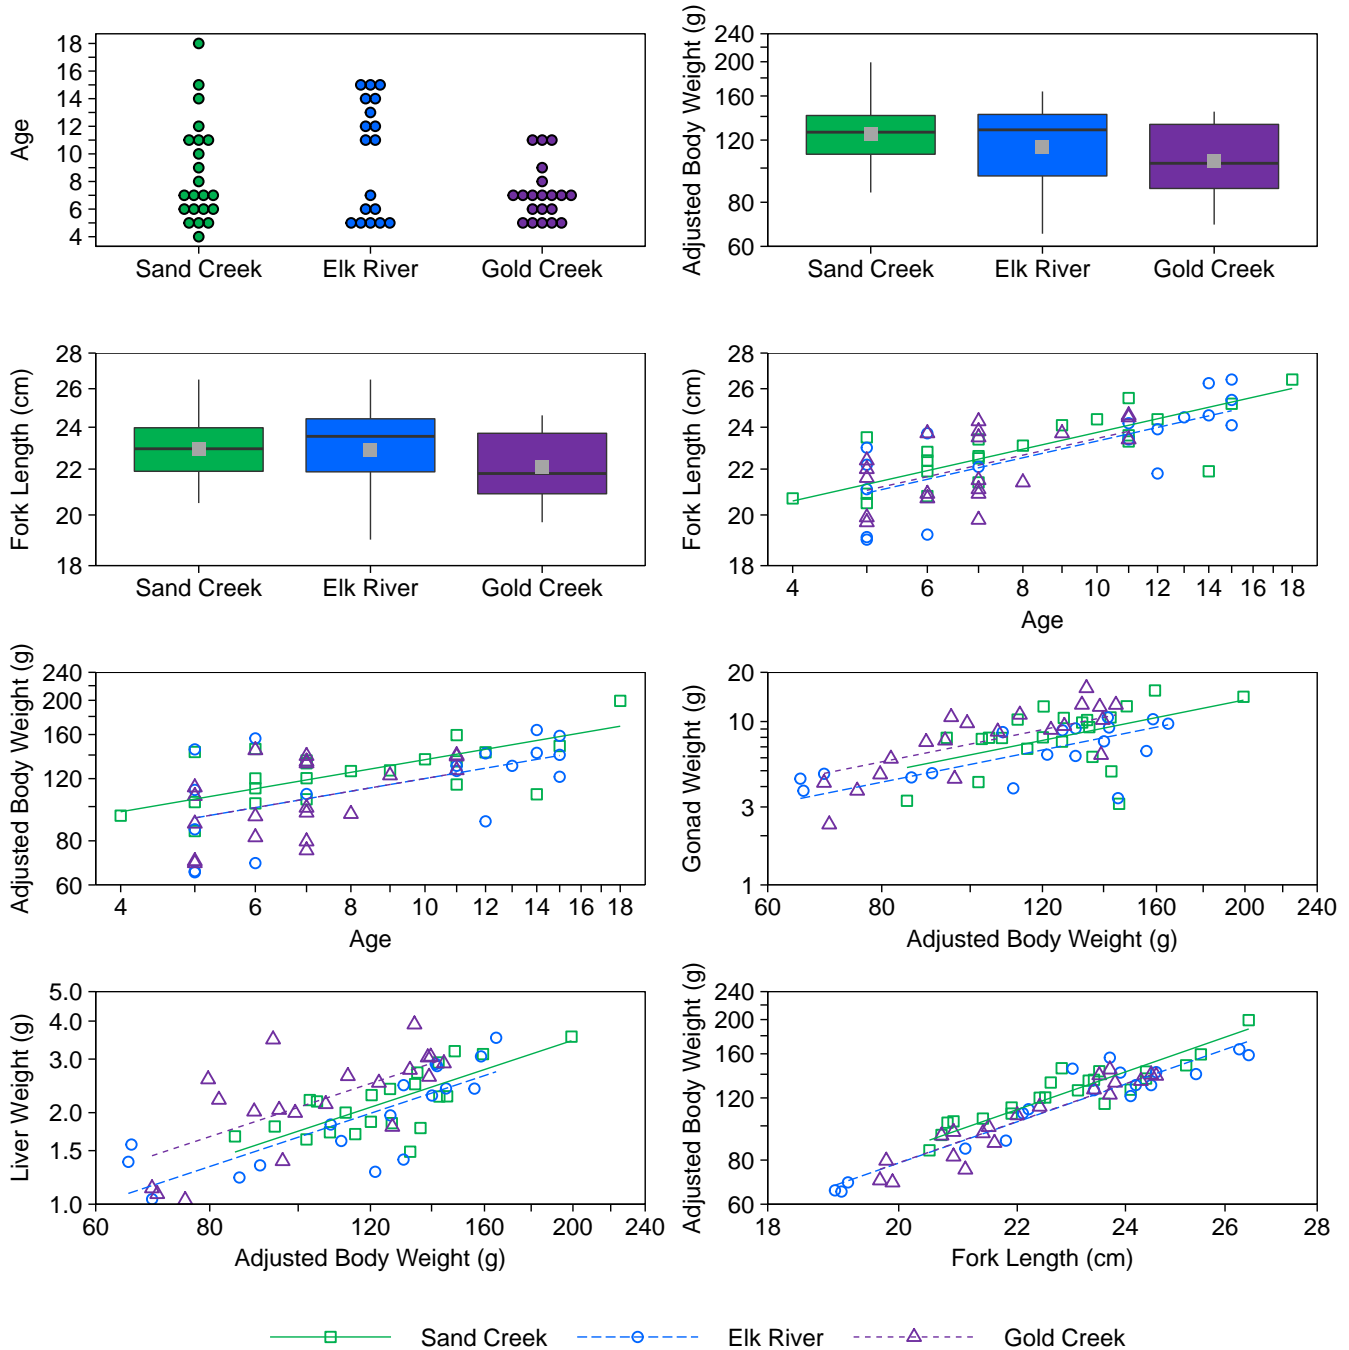 18
16
14
12
10
8
6
4
Age
Sand Creek Elk River Gold Creek
240
200
160
120
80
60
Adjusted Body Weight (g)
Sand Creek Elk River Gold Creek
28
26
24
22
20
18
Fork Length (cm)
Sand Creek Elk River Gold Creek
28
26
24
22
20
18
Fork Length (cm)
4 6 8 10 12 14 16 18
Age
240
200
160
120
80
60
Adjusted Body Weight (g)
4 6 8 10 12 14 16 18
Age
20
10
3
1
Gonad Weight (g)
60 80 120 160 200 240
Adjusted Body Weight (g)
5.0
4.0
3.0
2.0
1.5
1.0
Liver Weight (g)
60 80 120 160 200 240
Adjusted Body Weight (g)
240
200
160
120
80
60
Adjusted Body Weight (g)
18 20 22 24 26 28
Fork Length (cm)
Sand Creek Elk River Gold Creek